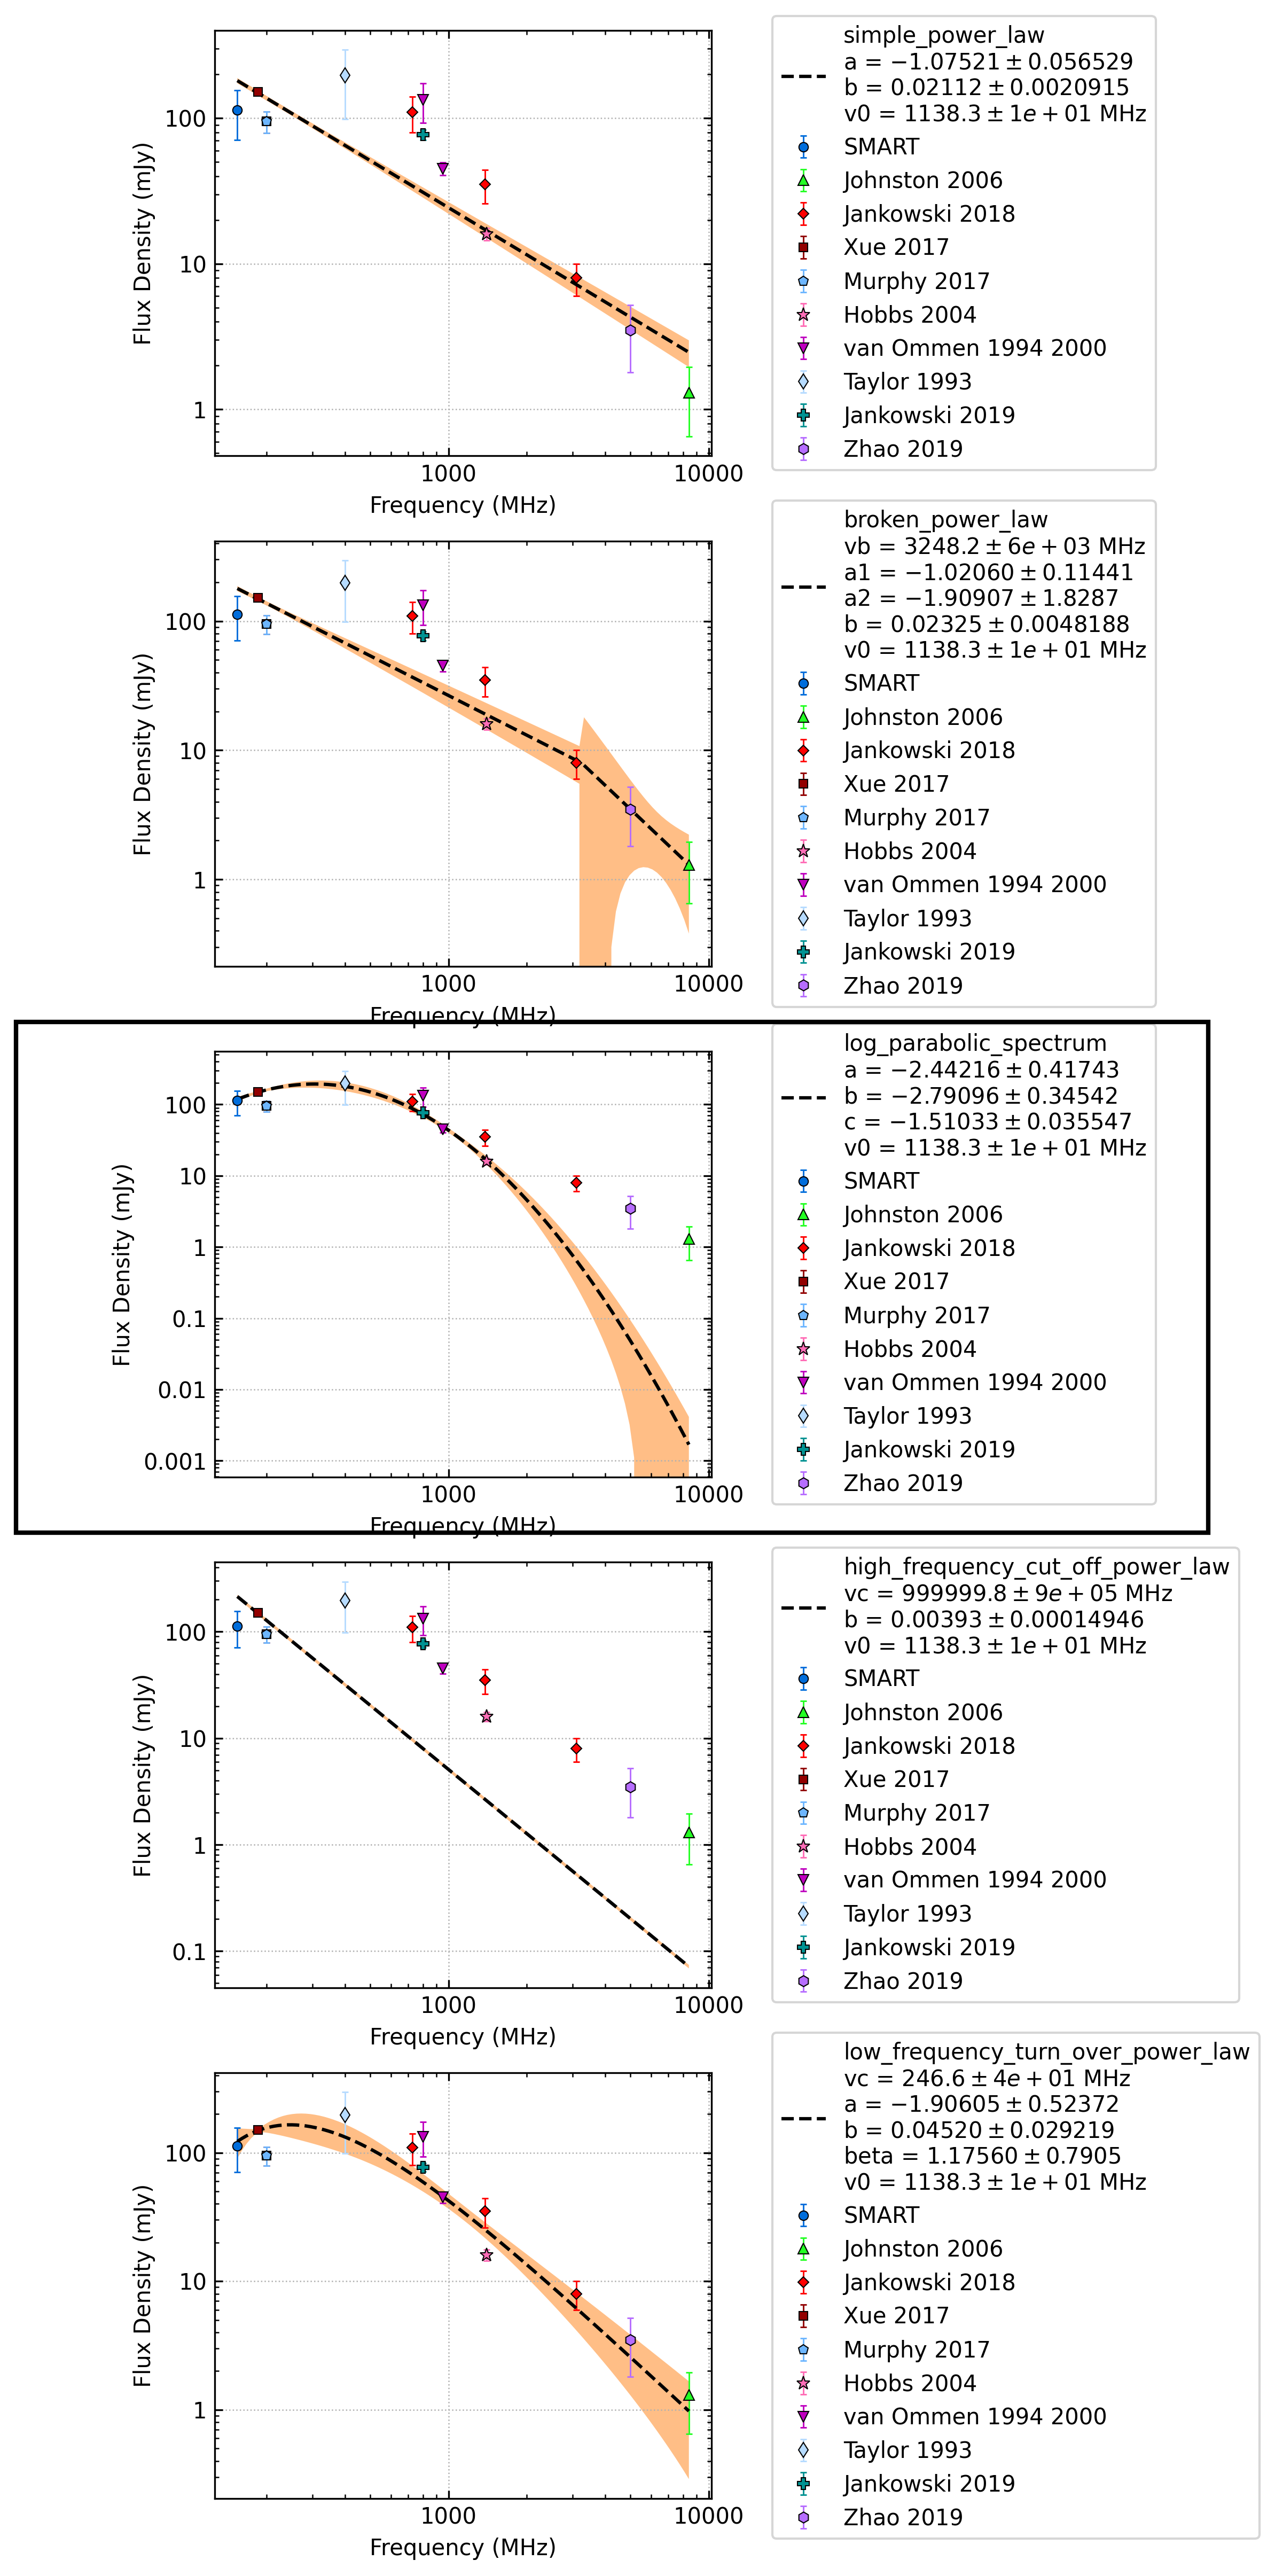 100
10
1
Flux Density (mJy)
1000
10000
Frequency (MHz)
simple_power_law
a = −1.07521 ± 0.056529
b = 0.02112 ± 0.0020915
v0 = 1138.3 ± 1e + 01 MHz
SMART
Johnston 2006
Jankowski 2018
Xue 2017
Murphy 2017
Hobbs 2004
van Ommen 1994 2000
Taylor 1993
Jankowski 2019
Zhao 2019
100
10
1
Flux Density (mJy)
1000
10000
Frequency (MHz)
broken_power_law
vb = 3248.2 ± 6e + 03 MHz
a1 = −1.02060 ± 0.11441
a2 = −1.90907 ± 1.8287
b = 0.02325 ± 0.0048188
v0 = 1138.3 ± 1e + 01 MHz
SMART
Johnston 2006
Jankowski 2018
Xue 2017
Murphy 2017
Hobbs 2004
van Ommen 1994 2000
Taylor 1993
Jankowski 2019
Zhao 2019
100
10
1
0.1
0.01
0.001
Flux Density (mJy)
1000
10000
Frequency (MHz)
log_parabolic_spectrum
a = −2.44216 ± 0.41743
b = −2.79096 ± 0.34542
c = −1.51033 ± 0.035547
v0 = 1138.3 ± 1e + 01 MHz
SMART
Johnston 2006
Jankowski 2018
Xue 2017
Murphy 2017
Hobbs 2004
van Ommen 1994 2000
Taylor 1993
Jankowski 2019
Zhao 2019
100
10
1
0.1
Flux Density (mJy)
1000
10000
Frequency (MHz)
high_frequency_cut_off_power_law
vc = 999999.8 ± 9e + 05 MHz
b = 0.00393 ± 0.00014946
v0 = 1138.3 ± 1e + 01 MHz
SMART
Johnston 2006
Jankowski 2018
Xue 2017
Murphy 2017
Hobbs 2004
van Ommen 1994 2000
Taylor 1993
Jankowski 2019
Zhao 2019
100
10
1
Flux Density (mJy)
1000
10000
Frequency (MHz)
low_frequency_turn_over_power_law
vc = 246.6 ± 4e + 01 MHz
a = −1.90605 ± 0.52372
b = 0.04520 ± 0.029219
beta = 1.17560 ± 0.7905
v0 = 1138.3 ± 1e + 01 MHz
SMART
Johnston 2006
Jankowski 2018
Xue 2017
Murphy 2017
Hobbs 2004
van Ommen 1994 2000
Taylor 1993
Jankowski 2019
Zhao 2019